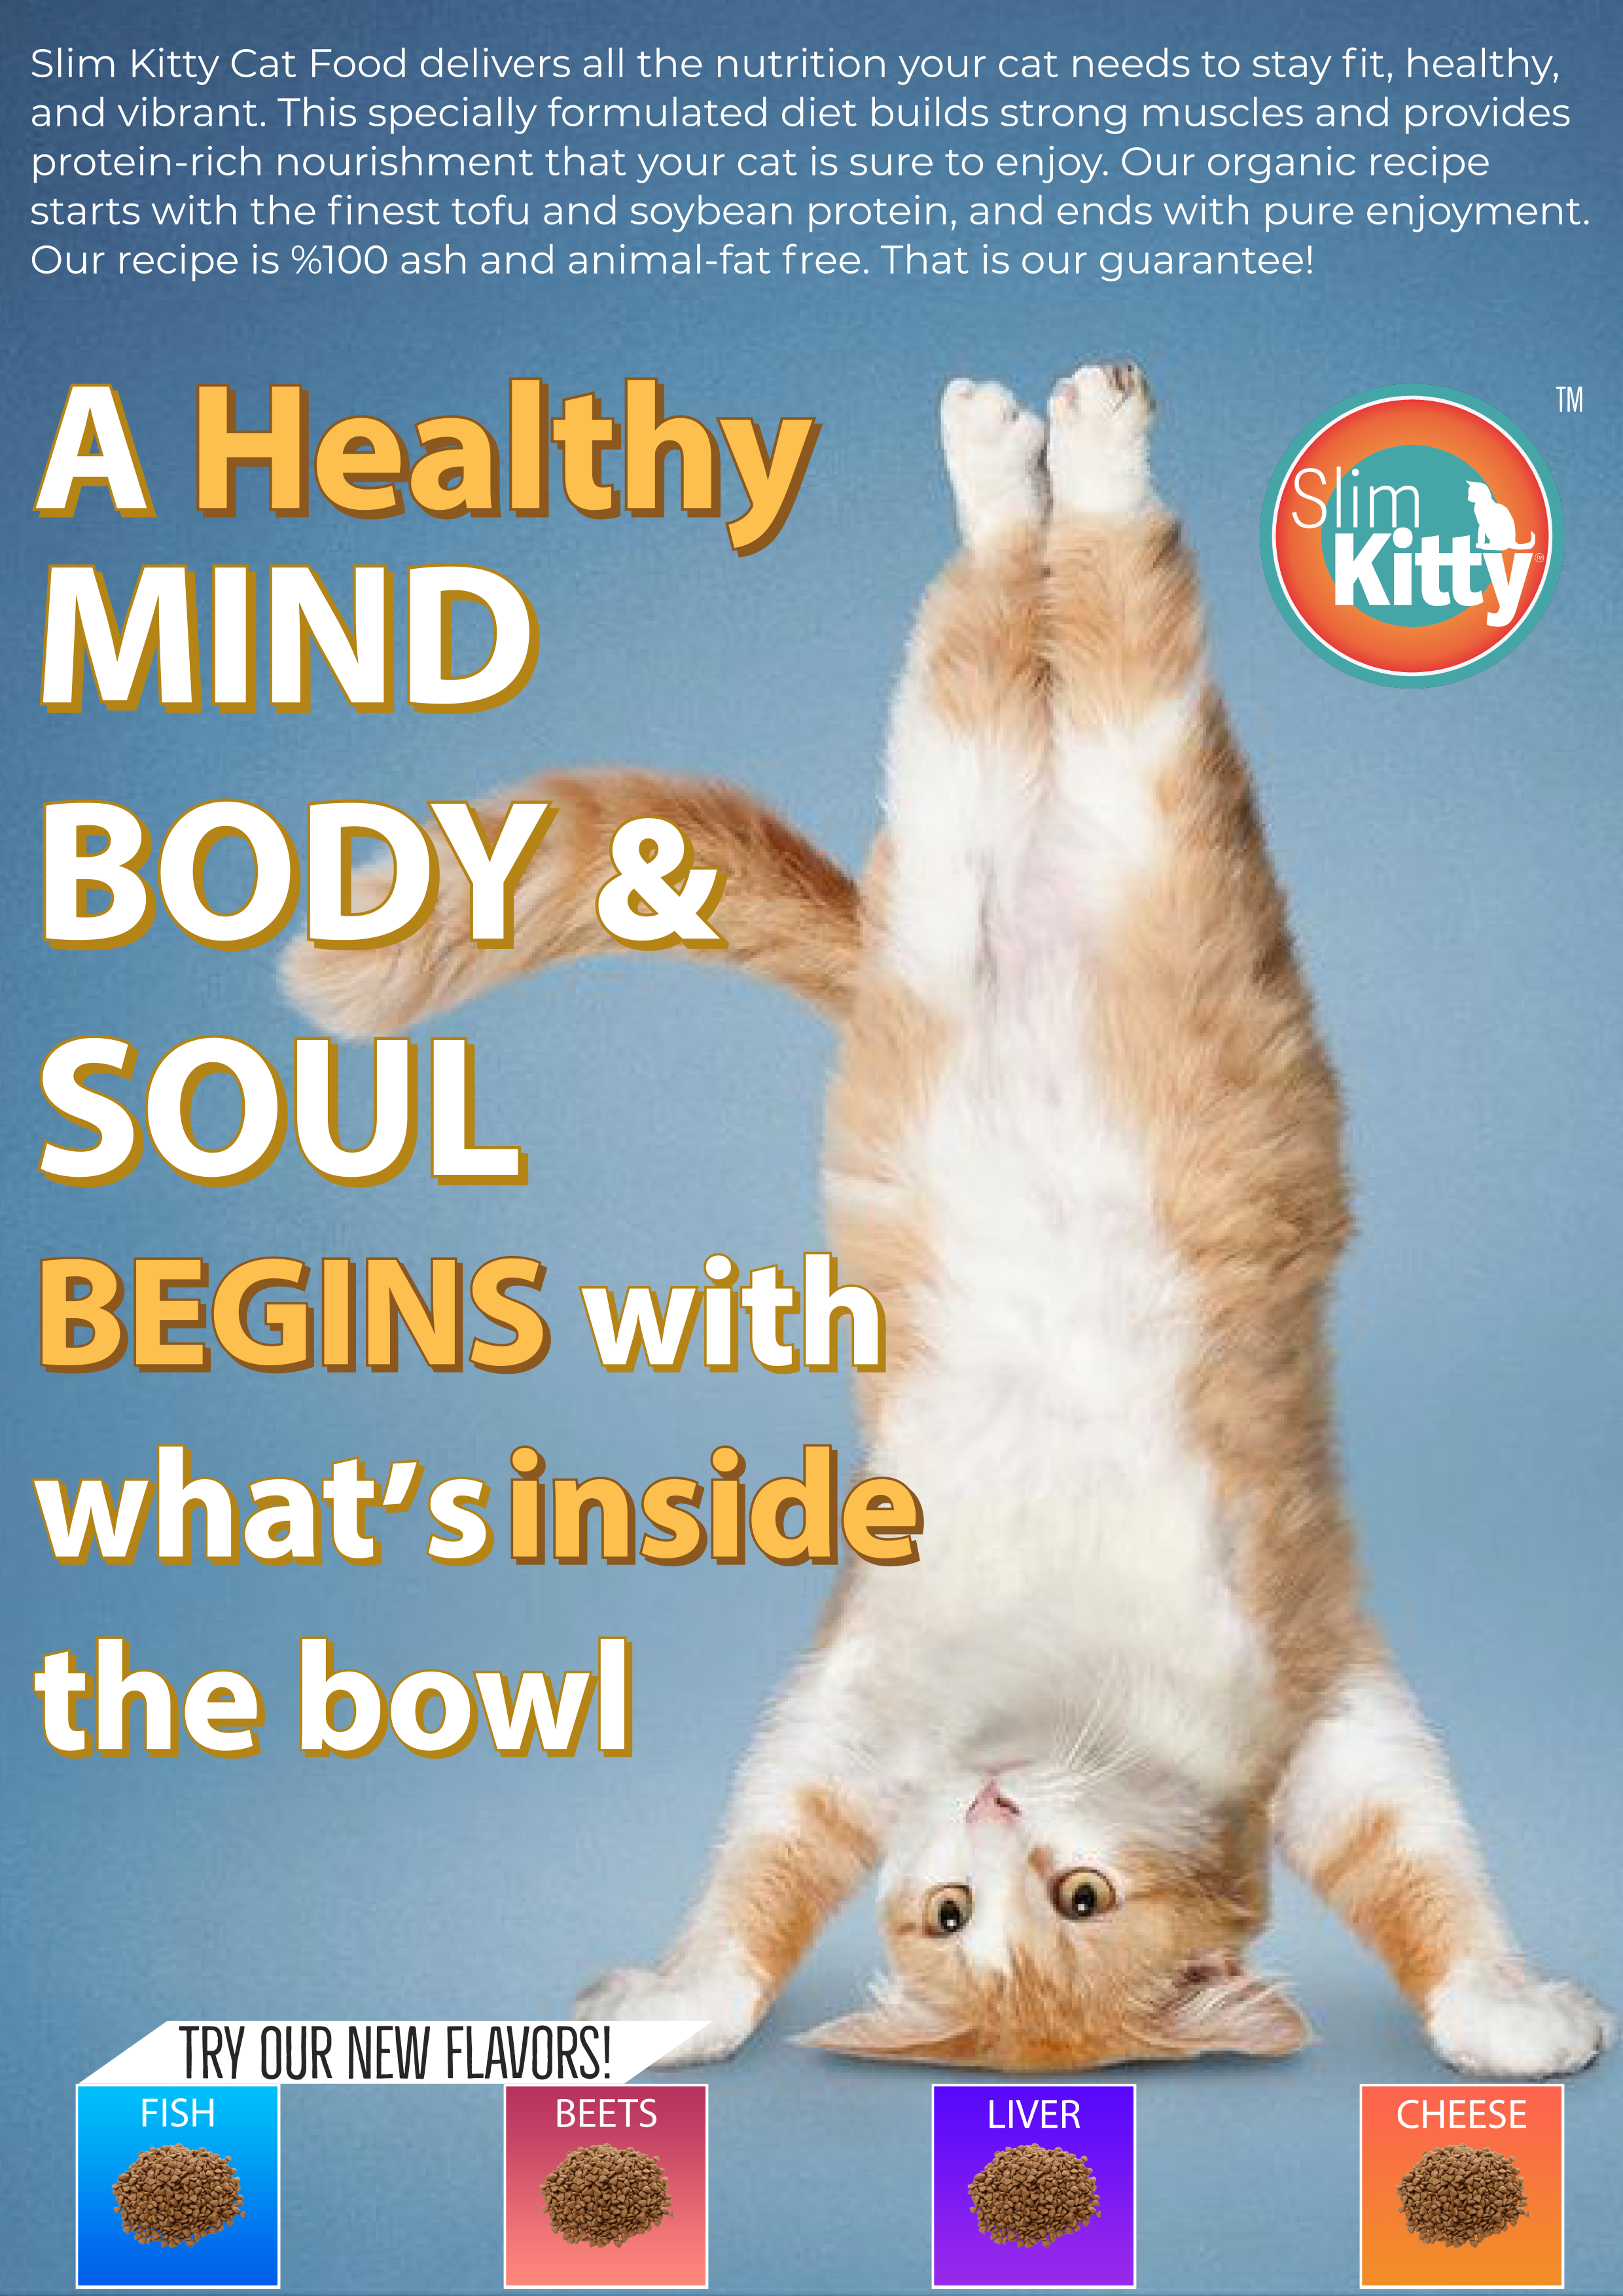 Slim Kitty Cat Food delivers all the nutrition your cat needs to stay fit, healthy,
and vibrant. This specially formulated diet builds strong muscles and provides
protein-rich nourishment that your cat is sure to enjoy. Our organic recipe
starts with the finest tofu and soybean protein, and ends with pure enjoyment.
Our recipe is %100 ash and animal-fat free. That is our guarantee!
A Healthy
MIND
BODY &
SOUL
BEGINS with
what's inside
the bowl
TM
Slim
Kitty™
TRY OUR NEW FLAVORS!
FISH
BEETS
LIVER
CHEESE